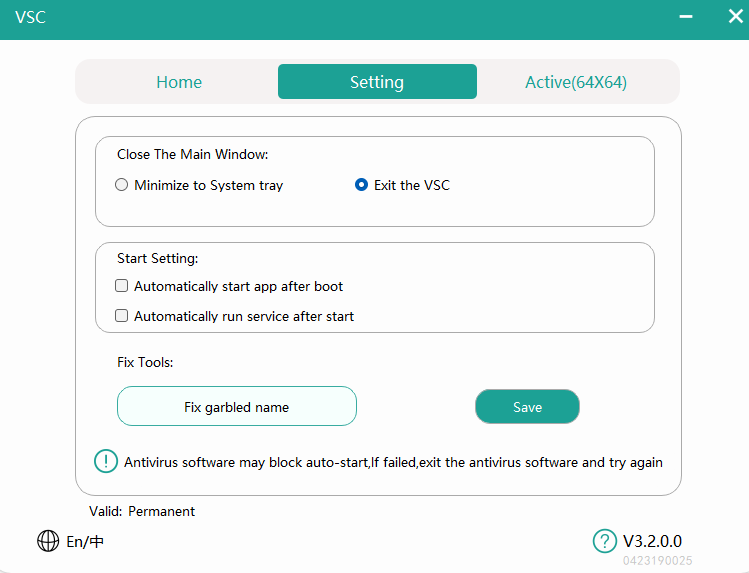 VSC
Home Setting Active(64X64)
Close The Main Window:
Minimize to System tray Exit the VSC
Start Setting:
Automatically start app after boot
Automatically run service after start
Fix Tools:
Fix garbled name Save
Antivirus software may block auto-start,If failed,exit the antivirus software and try again
Valid: Permanent
En/中 V3.2.0.0
0423190025